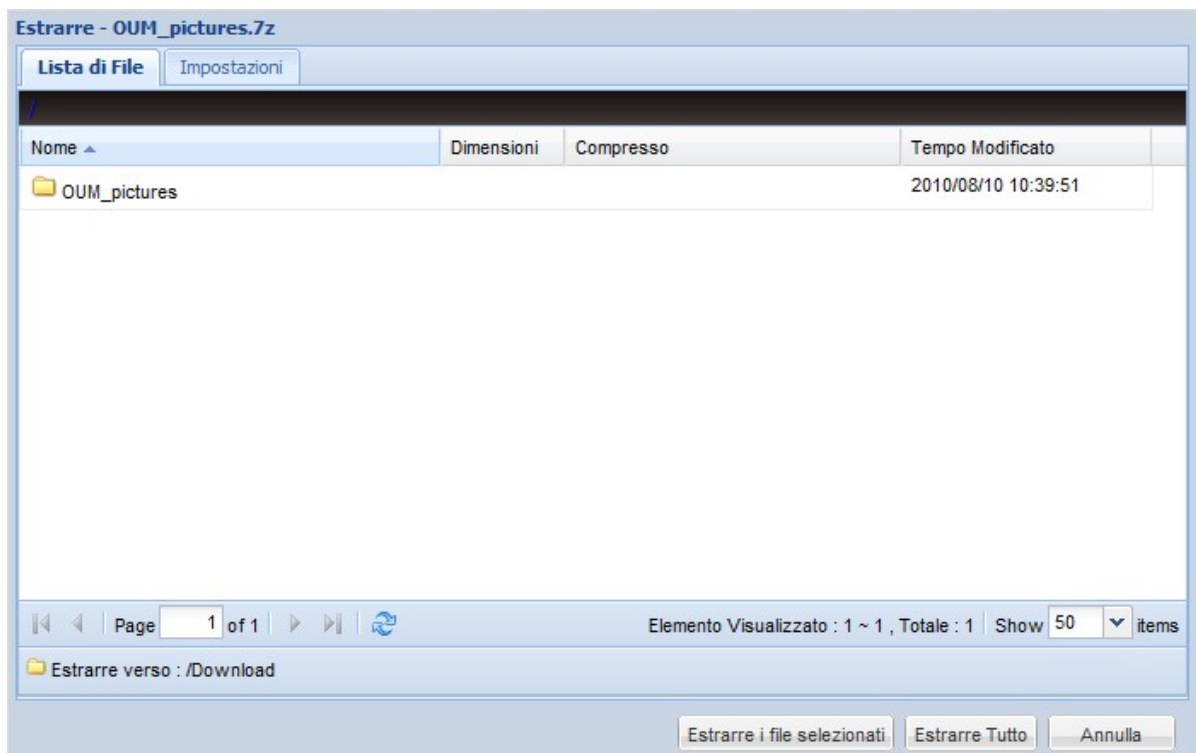 Estrarre - OUM_pictures.7z
Lista di File Impostazioni
/
Nome Dimensioni Compresso Tempo Modificato
OUM_pictures 2010/08/10 10:39:51
Page 1 of 1 Elemento Visualizzato : 1 ~ 1 , Totale : 1 Show 50 items
Estrarre verso : /Download
Estrarre i file selezionati Estrarre Tutto Annulla